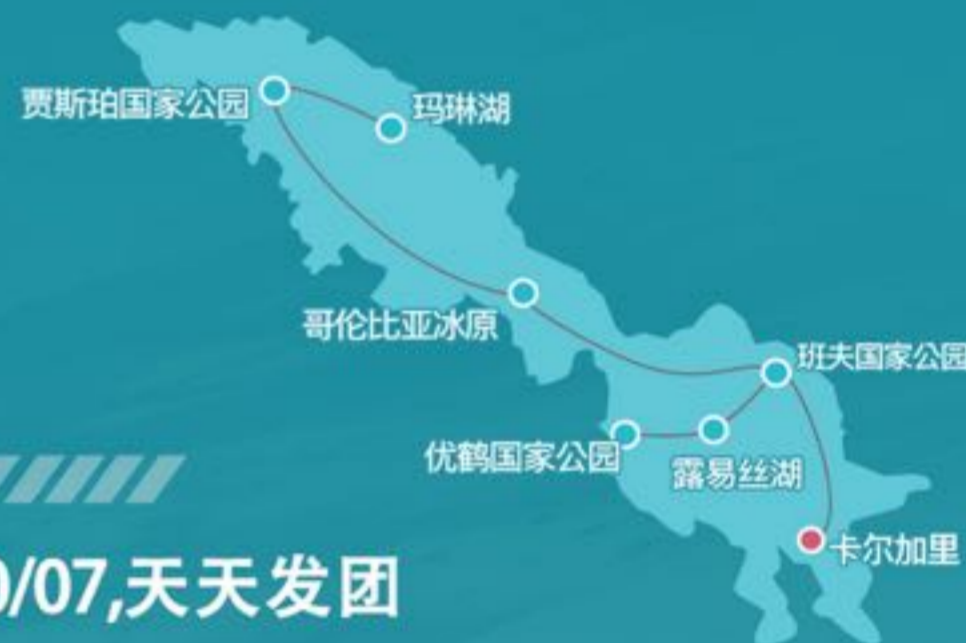 贾斯珀国家公园
玛琳湖
哥伦比亚冰原
班夫国家公园
优鹤国家公园
露易丝湖
卡尔加里
0/07,天天发团